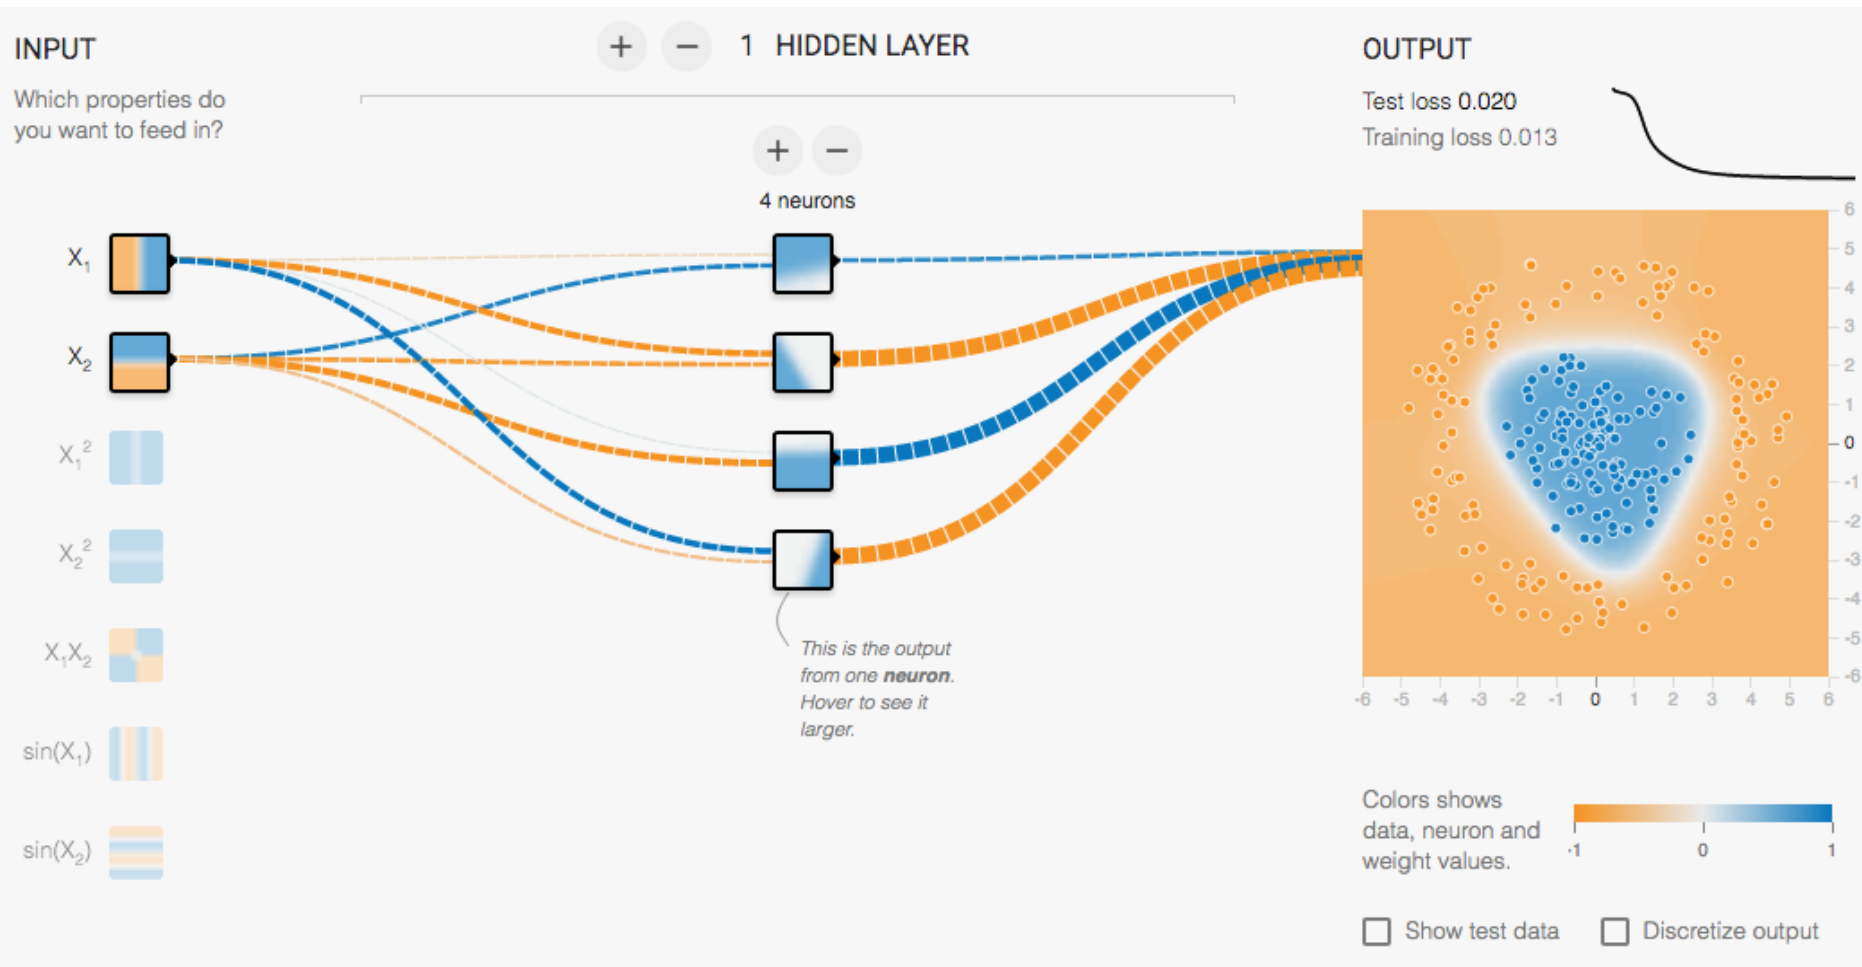 INPUT
Which properties do
you want to feed in?
+ − 1 HIDDEN LAYER
+ −
4 neurons
X₁
X₂
X₁²
X₂²
X₁X₂
sin(X₁)
sin(X₂)
This is the output
from one neuron.
Hover to see it
larger.
OUTPUT
Test loss 0.020
Training loss 0.013
6
5
4
3
2
1
0
-1
-2
-3
-4
-5
-6
-6 -5 -4 -3 -2 -1 0 1 2 3 4 5 6
Colors shows
data, neuron and
weight values.
-1 0 1
Show test data
Discretize output